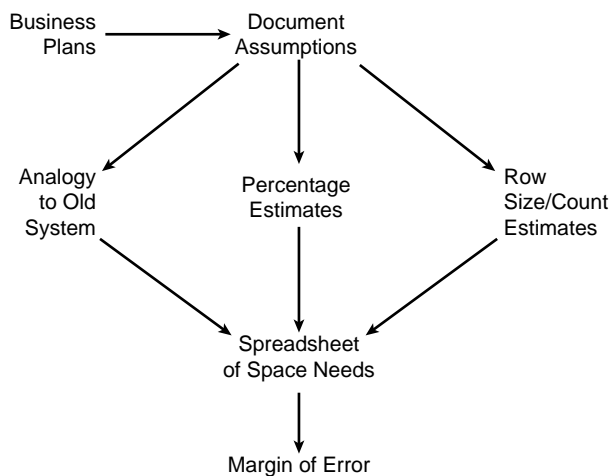 Business
Plans
Document
Assumptions
Analogy
to Old
System
Percentage
Estimates
Row
Size/Count
Estimates
Spreadsheet
of Space Needs
Margin of Error